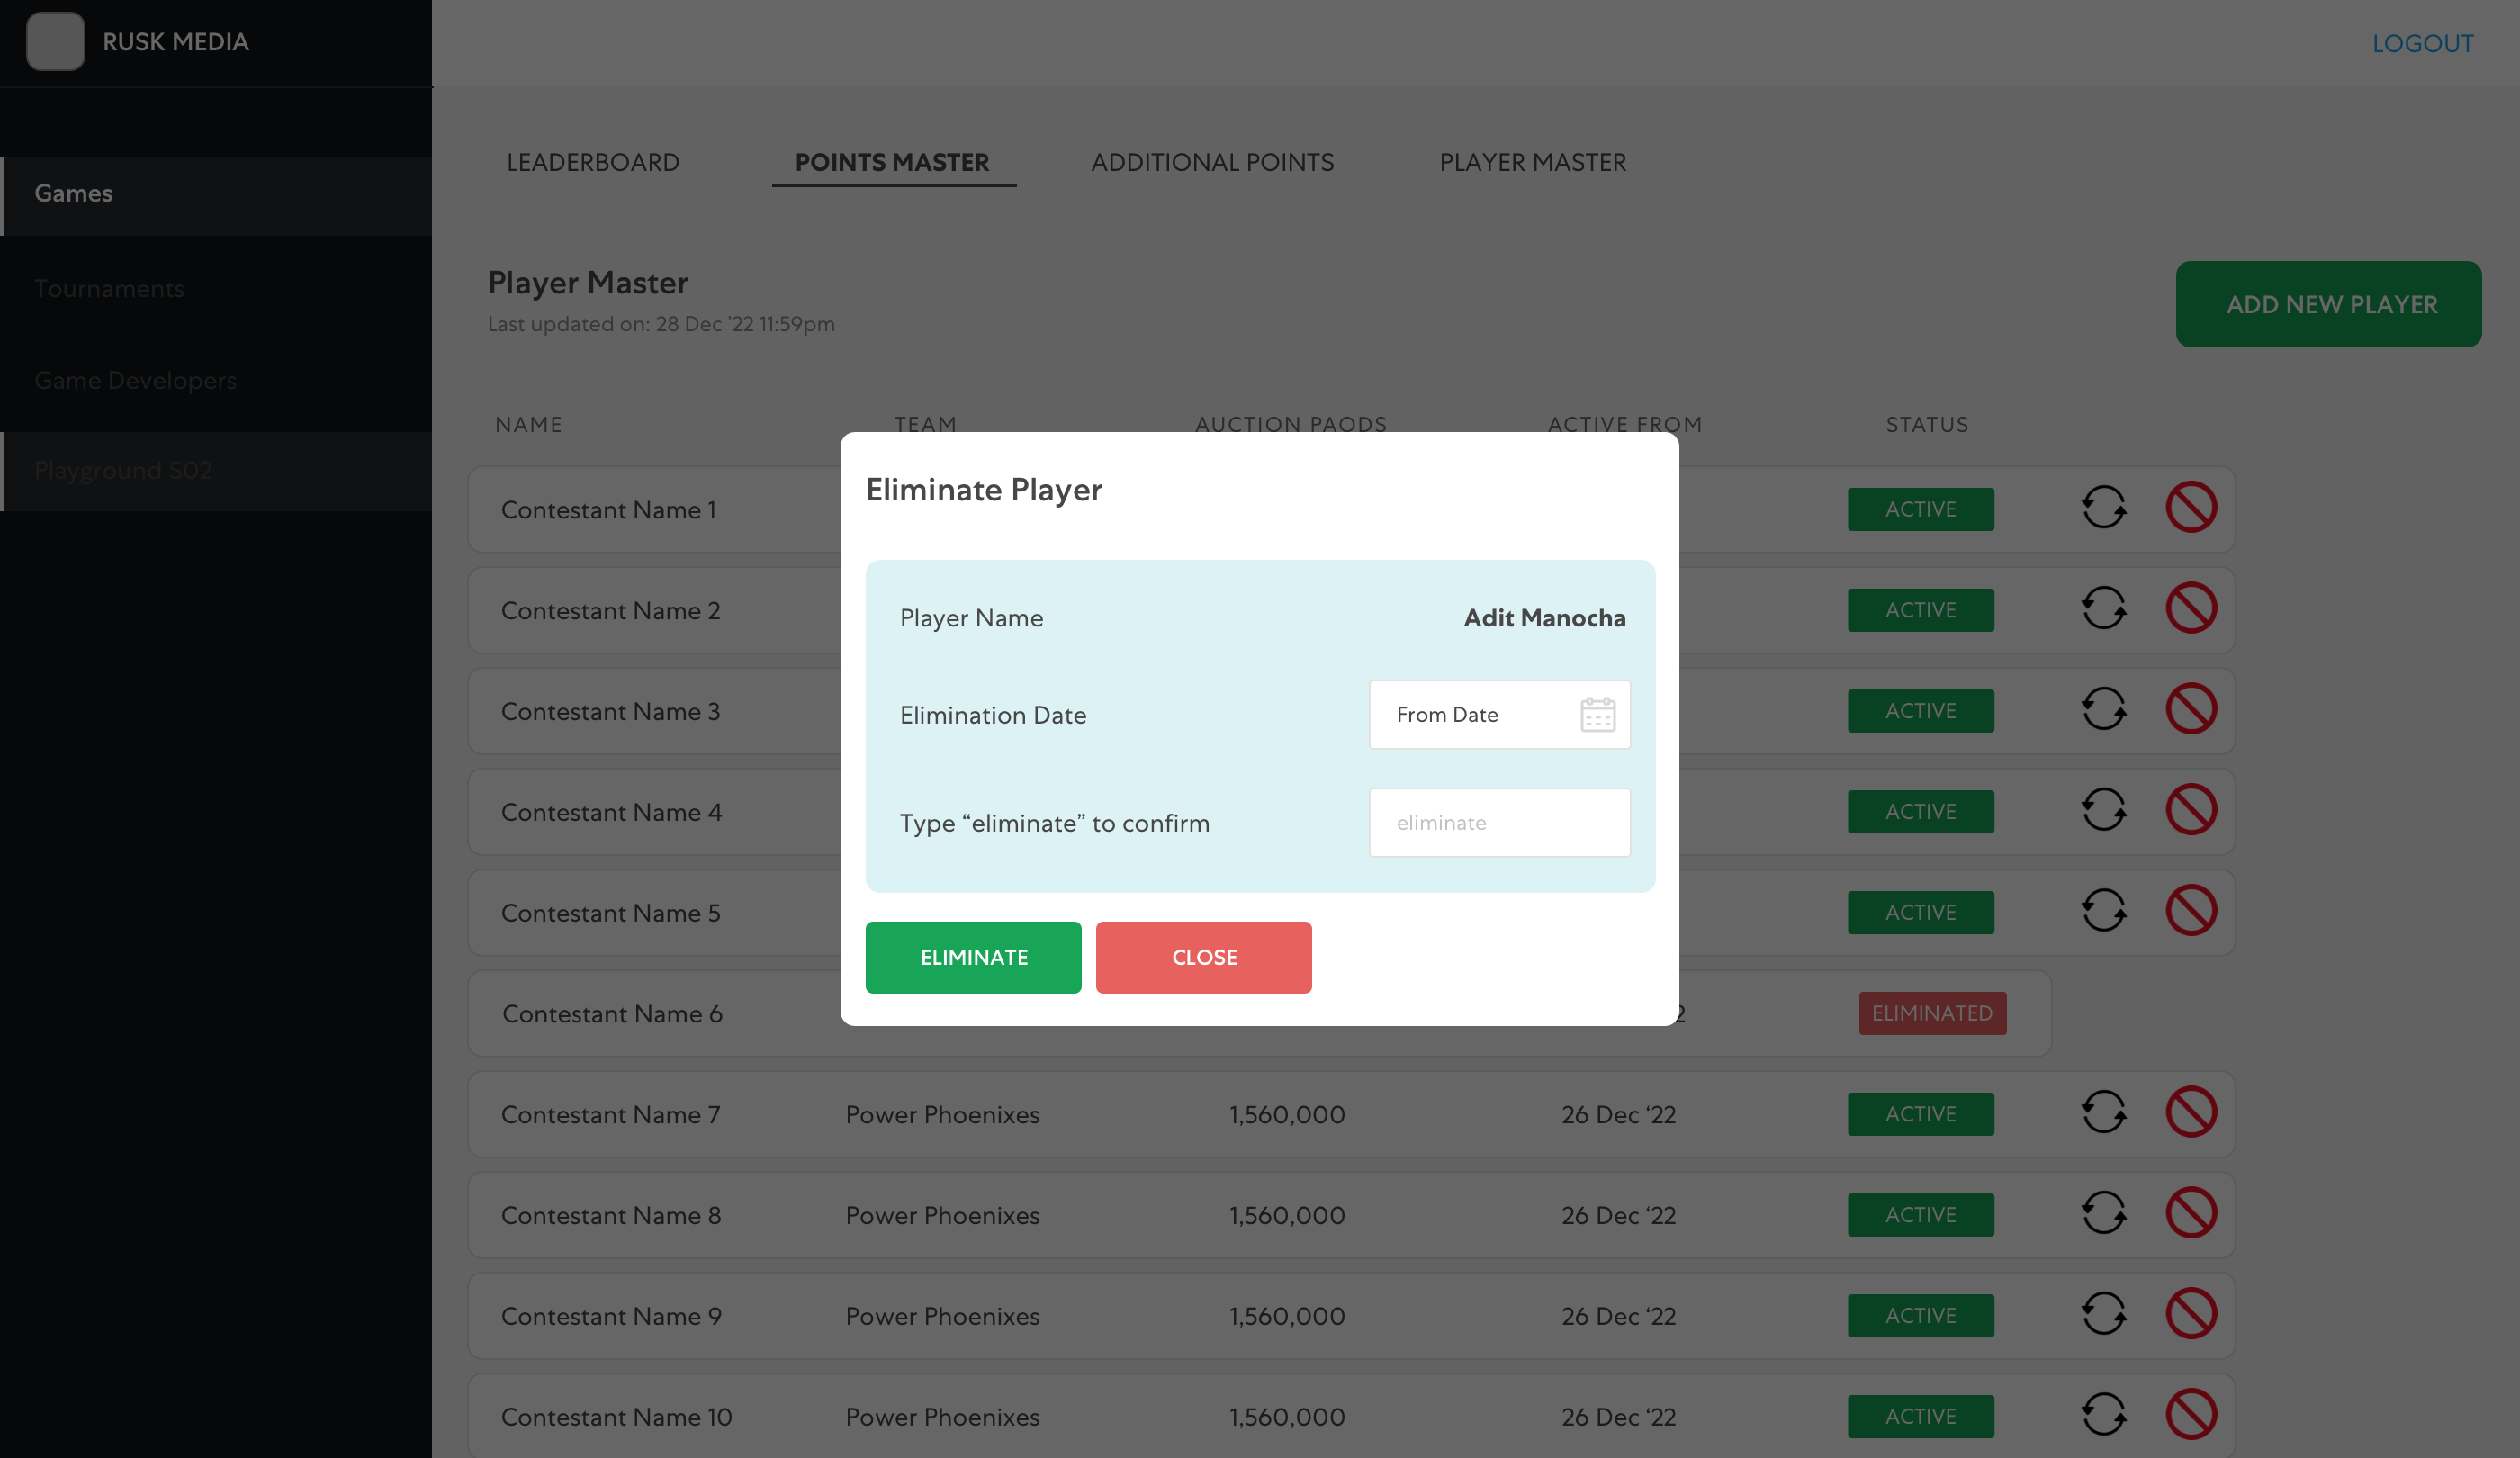 RUSK MEDIA
LOGOUT
LEADERBOARD POINTS MASTER ADDITIONAL POINTS PLAYER MASTER
Games
Tournaments
Game Developers
Playground S02
Player Master
Last updated on: 28 Dec ’22 11:59pm
ADD NEW PLAYER
NAME TEAM AUCTION PAODS ACTIVE FROM STATUS
Contestant Name 1 ACTIVE
Contestant Name 2 ACTIVE
Contestant Name 3 ACTIVE
Contestant Name 4 ACTIVE
Contestant Name 5 ACTIVE
Contestant Name 6 2 ELIMINATED
Contestant Name 7 Power Phoenixes 1,560,000 26 Dec ‘22 ACTIVE
Contestant Name 8 Power Phoenixes 1,560,000 26 Dec ‘22 ACTIVE
Contestant Name 9 Power Phoenixes 1,560,000 26 Dec ‘22 ACTIVE
Contestant Name 10 Power Phoenixes 1,560,000 26 Dec ‘22 ACTIVE
Eliminate Player
Player Name Adit Manocha
Elimination Date From Date
Type “eliminate” to confirm eliminate
ELIMINATE CLOSE